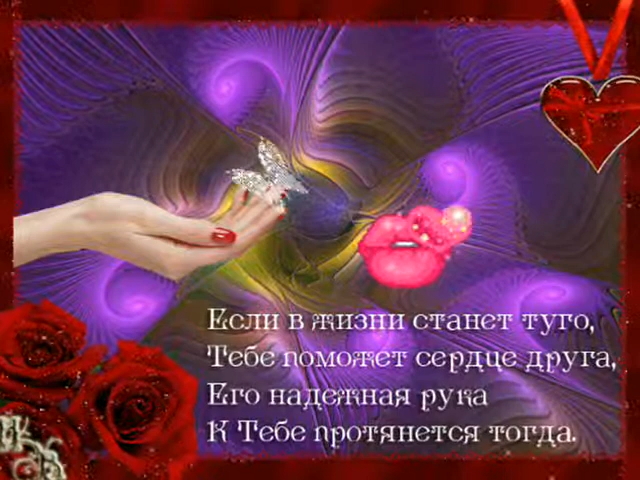 Если в жизни станет туго,
Тебе поможет сердце друга,
Его надежная рука
К Тебе протянется тогда.